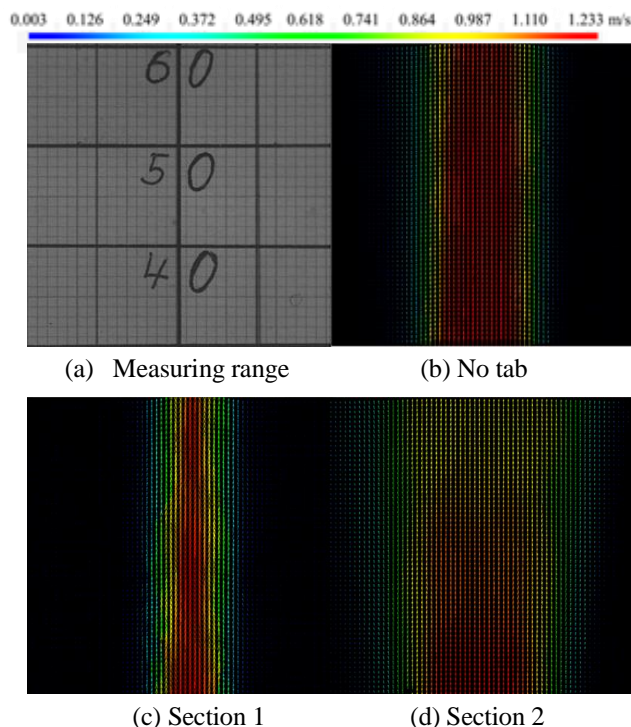 0.003 0.126 0.249 0.372 0.495 0.618 0.741 0.864 0.987 1.110 1.233 m/s
60
50
40
(a) Measuring range
(b) No tab
(c) Section 1
(d) Section 2